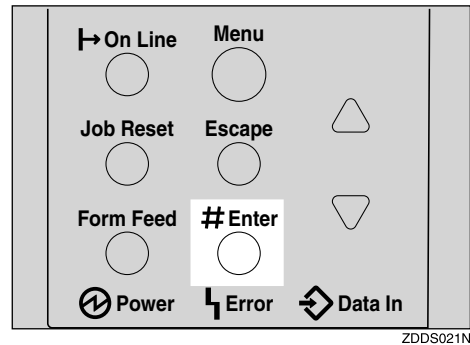 On Line Menu
Job Reset Escape
Form Feed # Enter
Power Error Data In
ZDDS021N